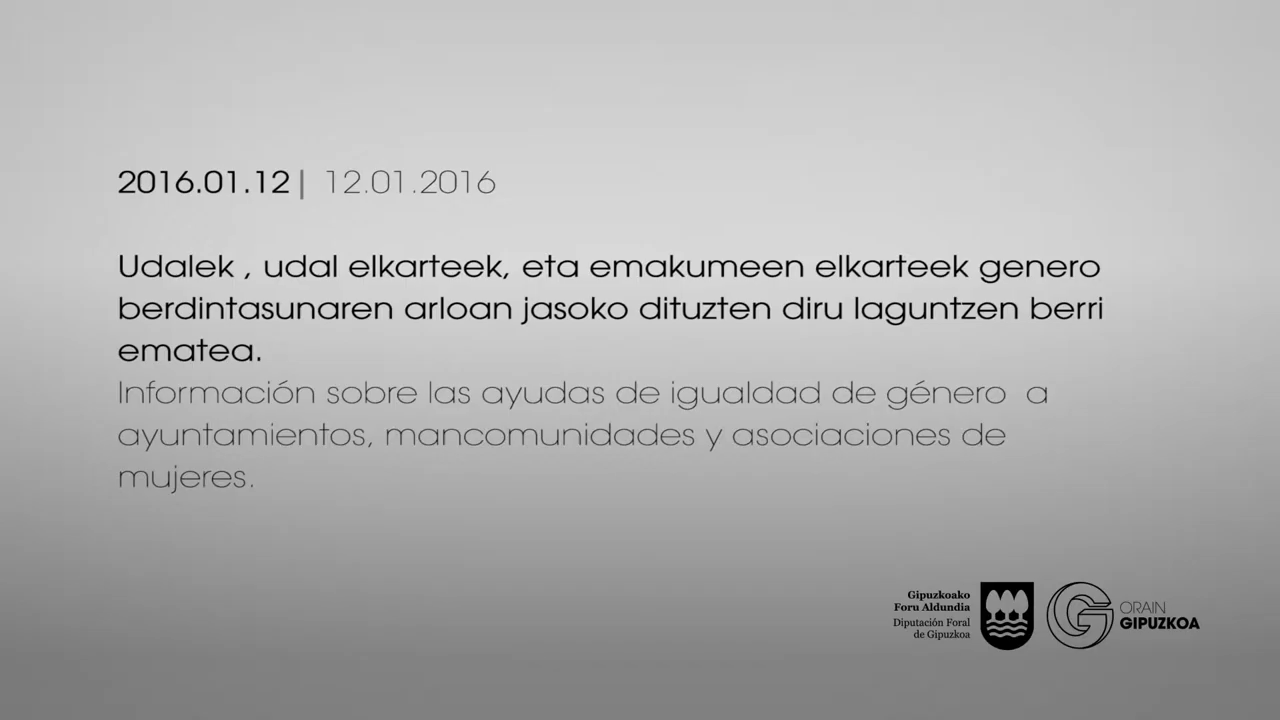 2016.01.12 | 12.01.2016
Udalek , udal elkarteek, eta emakumeen elkarteek genero
berdintasunaren arloan jasoko dituzten diru laguntzen berri
ematea.
Información sobre las ayudas de igualdad de género a
ayuntamientos, mancomunidades y asociaciones de
mujeres.
Gipuzkoako
Foru Aldundia
Diputación Foral
de Gipuzkoa
ORAIN
GIPUZKOA